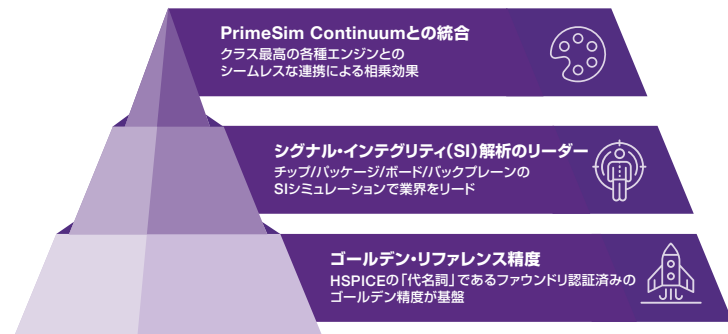 PrimeSim Continuumとの統合
クラス最高の各種エンジンとの
シームレスな連携による相乗効果
シグナル・インテグリティ(SI)解析のリーダー
チップ/パッケージ/ボード/バックプレーンの
SIシミュレーションで業界をリード
ゴールデン・リファレンス精度
HSPICEの「代名詞」であるファウンドリ認証済みの
ゴールデン精度が基盤